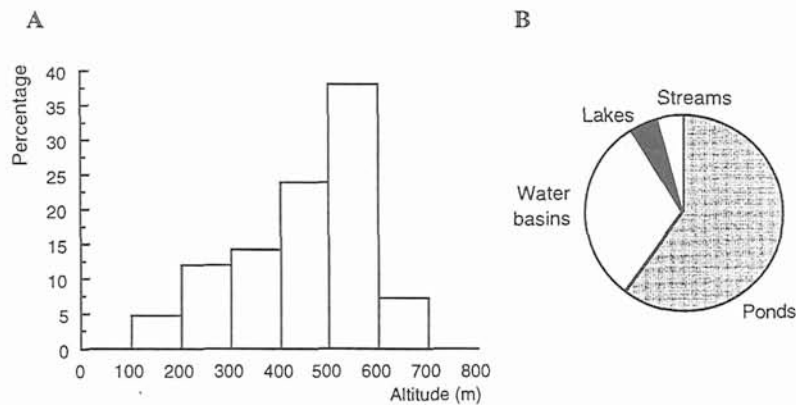 A
Percentage
40
35
30
25
20
15
10
5
0
0 100 200 300 400 500 600 700 800
Altitude (m)
B
Streams
Lakes
Water
basins
Ponds